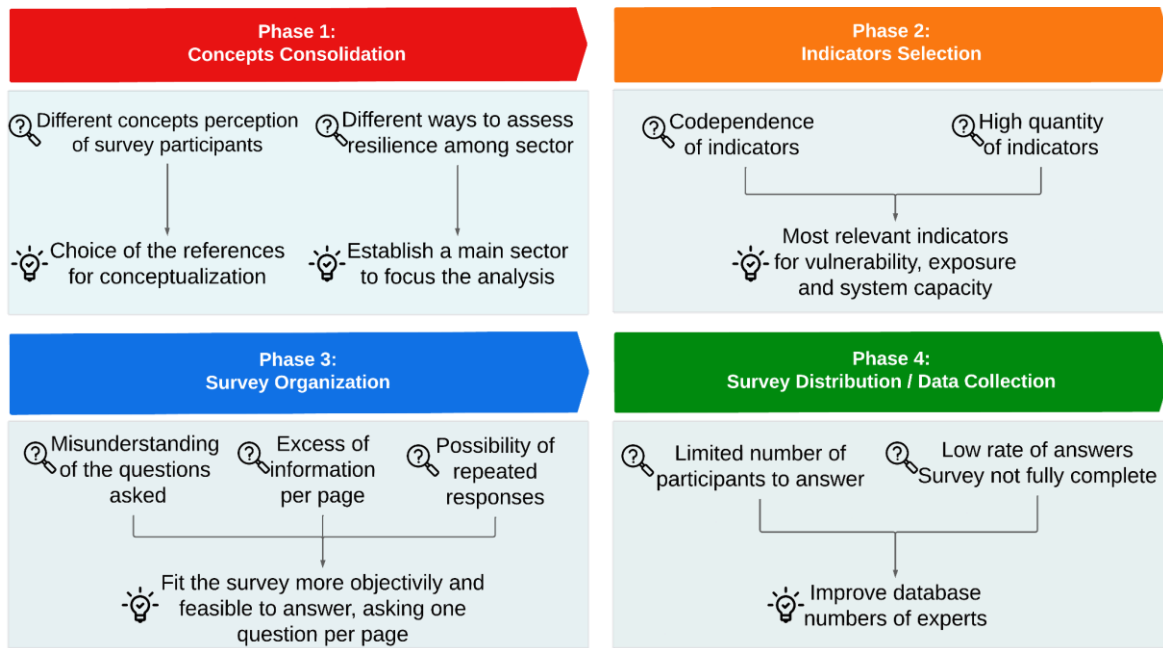 Phase 1:
Concepts Consolidation
Different concepts perception
of survey participants
Different ways to assess
resilience among sector
Choice of the references
for conceptualization
Establish a main sector
to focus the analysis
Phase 2:
Indicators Selection
Codependence
of indicators
High quantity
of indicators
Most relevant indicators
for vulnerability, exposure
and system capacity
Phase 3:
Survey Organization
Misunderstanding
of the questions
asked
Excess of
information
per page
Possibility of
repeated
responses
Fit the survey more objectivily and
feasible to answer, asking one
question per page
Phase 4:
Survey Distribution / Data Collection
Limited number of
participants to answer
Low rate of answers
Survey not fully complete
Improve database
numbers of experts